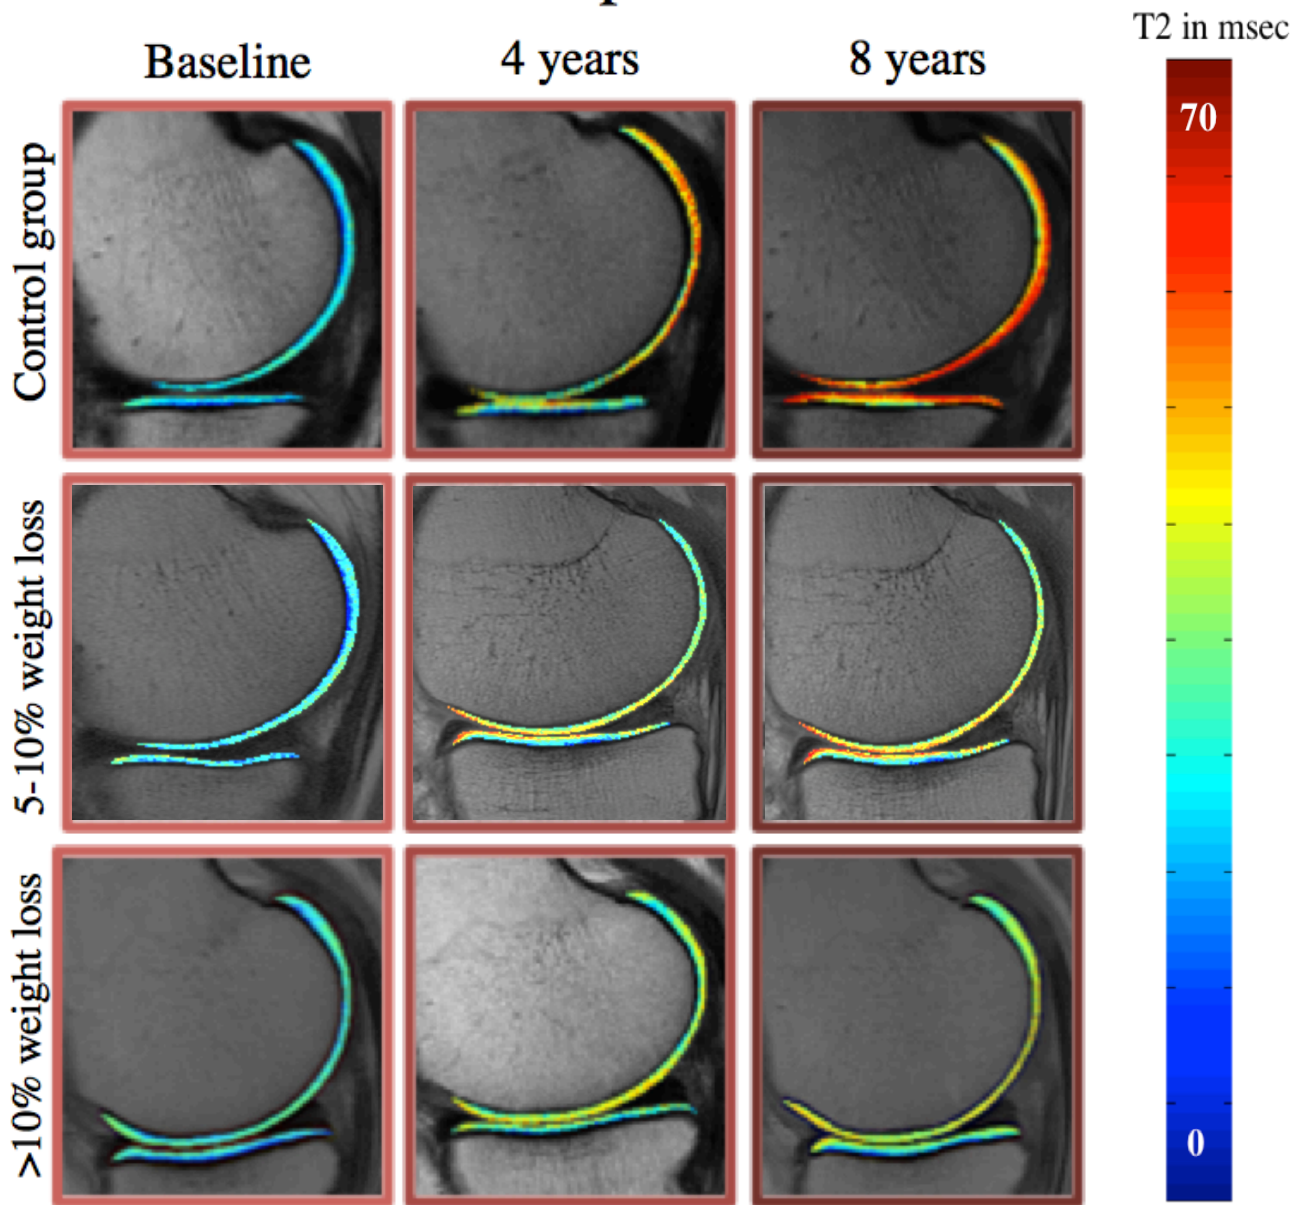 T2 in msec
Baseline
4 years
8 years
70
Control group
5-10% weight loss
>10% weight loss
0